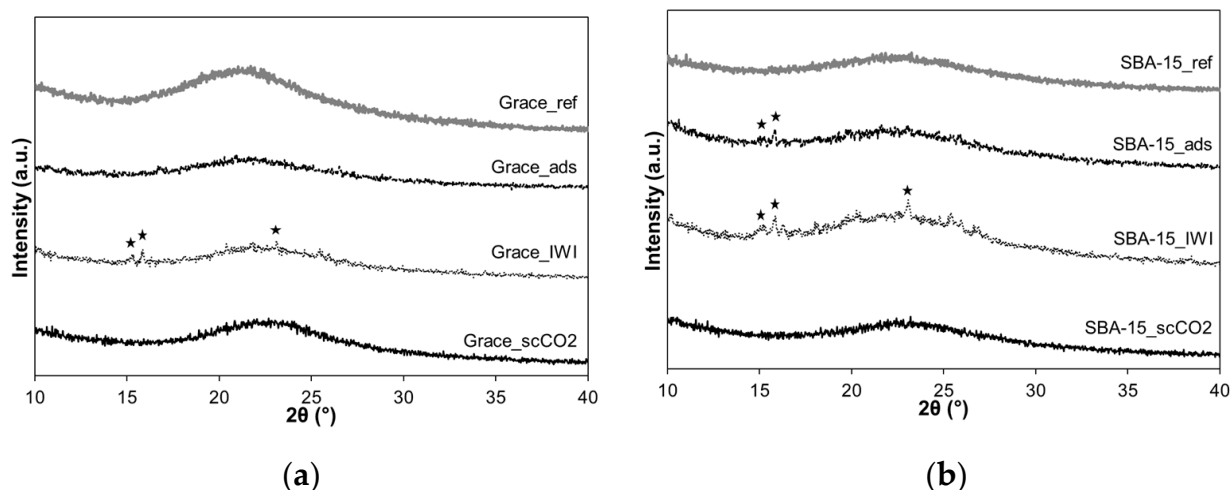 Intensity (a.u.)
Grace_ref
Grace_ads
★
★
★
Grace_IWI
Grace_scCO2
10 15 20 25 30 35 40
2θ (°)
(a)
Intensity (a.u.)
SBA-15_ref
★
★
SBA-15_ads
★
★
★
SBA-15_IWI
SBA-15_scCO2
10 15 20 25 30 35 40
2θ (°)
(b)